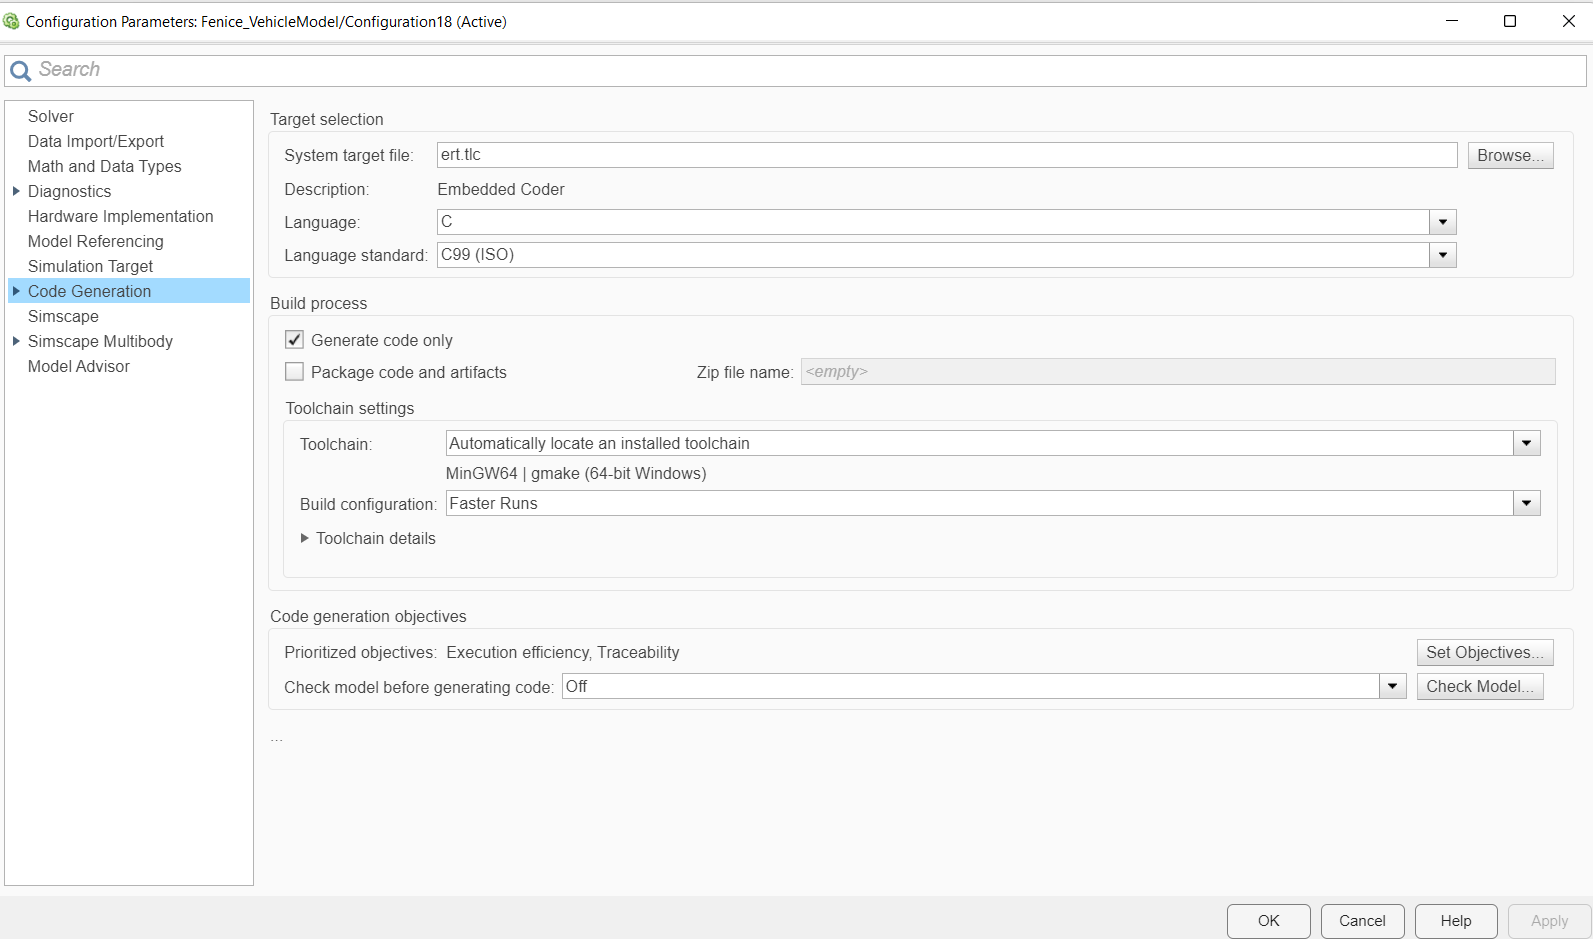 Configuration Parameters: Fenice_VehicleModel/Configuration18 (Active)
Search
Solver
Data Import/Export
Math and Data Types
Diagnostics
Hardware Implementation
Model Referencing
Simulation Target
Code Generation
Simscape
Simscape Multibody
Model Advisor
Target selection
System target file: ert.tlc Browse...
Description: Embedded Coder
Language: C
Language standard: C99 (ISO)
Build process
Generate code only
Package code and artifacts Zip file name: <empty>
Toolchain settings
Toolchain: Automatically locate an installed toolchain
MinGW64 | gmake (64-bit Windows)
Build configuration: Faster Runs
Toolchain details
Code generation objectives
Prioritized objectives: Execution efficiency, Traceability Set Objectives...
Check model before generating code: Off Check Model...
...
OK Cancel Help Apply